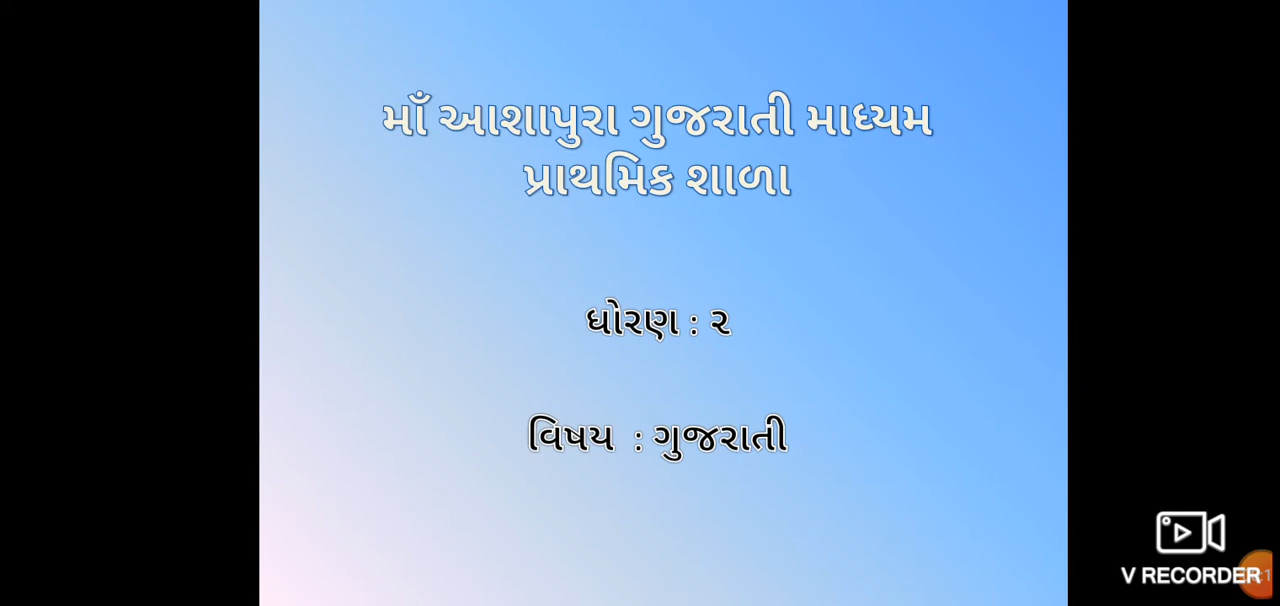 માઁ આશાપુરા ગુજરાતી માધ્યમ
પ્રાથમિક શાળા
ધોરણ : ૨
વિષય : ગુજરાતી
V RECORDER